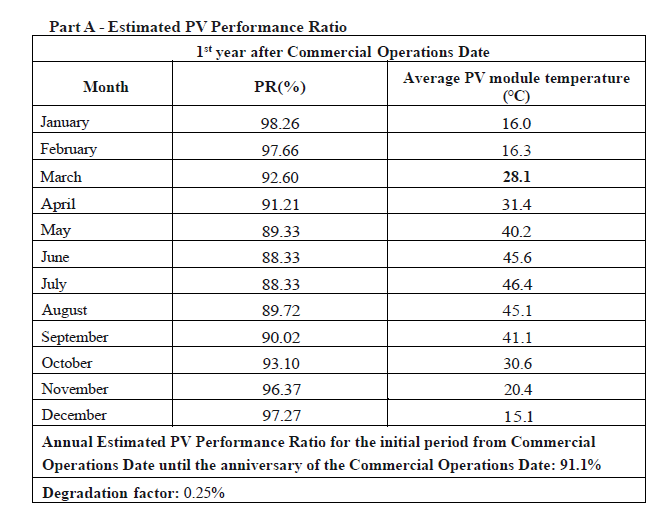 Part A - Estimated PV Performance Ratio
1st year after Commercial Operations Date
Month PR(%) Average PV module temperature (°C)
January 98.26 16.0
February 97.66 16.3
March 92.60 28.1
April 91.21 31.4
May 89.33 40.2
June 88.33 45.6
July 88.33 46.4
August 89.72 45.1
September 90.02 41.1
October 93.10 30.6
November 96.37 20.4
December 97.27 15.1
Annual Estimated PV Performance Ratio for the initial period from Commercial
Operations Date until the anniversary of the Commercial Operations Date: 91.1%
Degradation factor: 0.25%